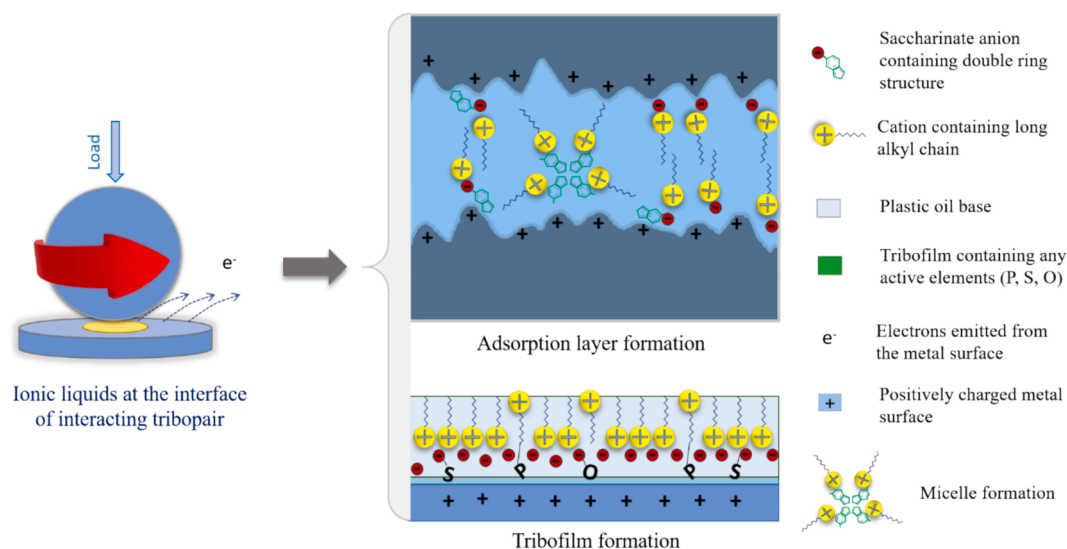 Load
e-
Ionic liquids at the interface
of interacting tribopair
+ + + + + + + +
+ + + + + + + +
Adsorption layer formation
S P O P S
+ + + + + + + + +
Tribofilm formation
Saccharinate anion
containing double ring
structure
Cation containing long
alkyl chain
Plastic oil base
Tribofilm containing any
active elements (P, S, O)
e-
Electrons emitted from
the metal surface
+
Positively charged metal
surface
Micelle formation